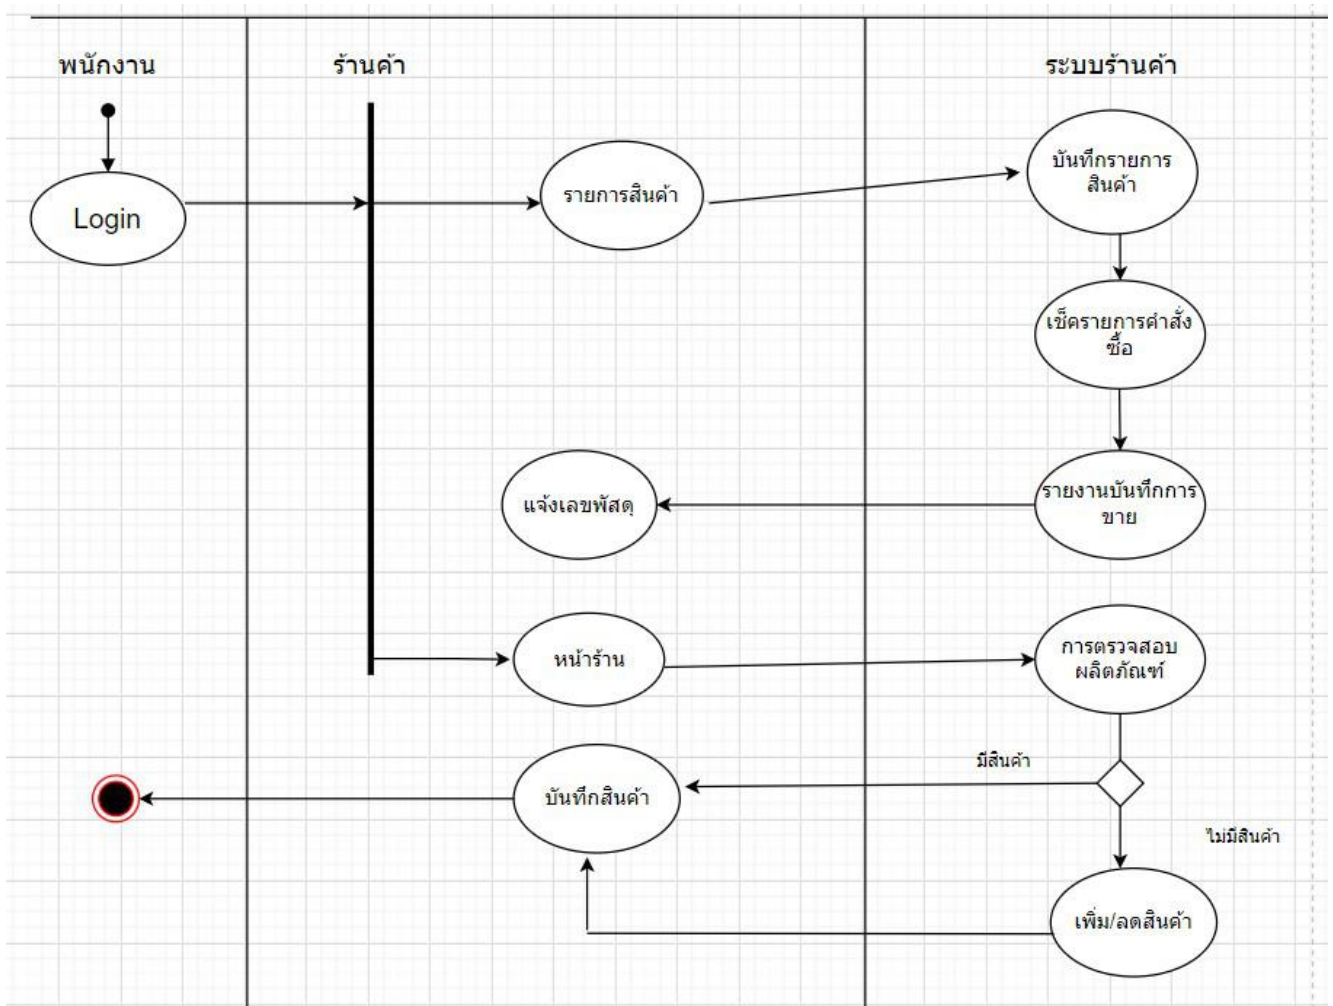 พนักงาน
ร้านค้า
ระบบร้านค้า
Login
รายการสินค้า
บันทึกรายการ
สินค้า
เช็ครายการคำสั่ง
ซื้อ
แจ้งเลขพัสดุ
รายงานบันทึกการ
ขาย
หน้าร้าน
การตรวจสอบ
ผลิตภัณฑ์
มีสินค้า
บันทึกสินค้า
ไม่มีสินค้า
เพิ่ม/ลดสินค้า